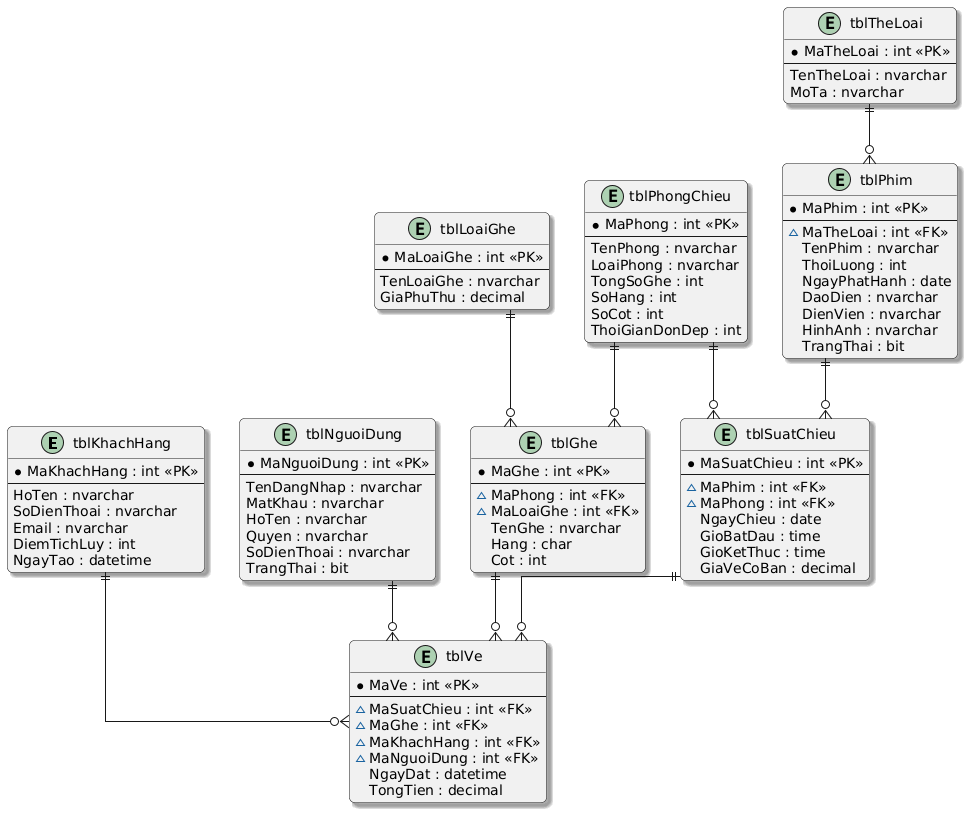 E tblTheLoai
MaTheLoai : int «PK»
TenTheLoai : nvarchar
MoTa : nvarchar
E tblPhim
MaPhim : int «PK»
~ MaTheLoai : int «FK»
TenPhim : nvarchar
ThoiLuong : int
NgayPhatHanh : date
DaoDien : nvarchar
DienVien : nvarchar
HinhAnh : nvarchar
TrangThai : bit
E tblPhongChieu
MaPhong : int «PK»
TenPhong : nvarchar
LoaiPhong : nvarchar
TongSoGhe : int
SoHang : int
SoCot : int
ThoiGianDonDep : int
E tblLoaiGhe
MaLoaiGhe : int «PK»
TenLoaiGhe : nvarchar
GiaPhuThu : decimal
E tblKhachHang
MaKhachHang : int «PK»
HoTen : nvarchar
SoDienThoai : nvarchar
Email : nvarchar
DiemTichLuy : int
NgayTao : datetime
E tblNguoiDung
MaNguoiDung : int «PK»
TenDangNhap : nvarchar
MatKhau : nvarchar
HoTen : nvarchar
Quyen : nvarchar
SoDienThoai : nvarchar
TrangThai : bit
E tblGhe
MaGhe : int «PK»
~ MaPhong : int «FK»
~ MaLoaiGhe : int «FK»
TenGhe : nvarchar
Hang : char
Cot : int
E tblSuatChieu
MaSuatChieu : int «PK»
~ MaPhim : int «FK»
~ MaPhong : int «FK»
NgayChieu : date
GioBatDau : time
GioKetThuc : time
GiaVeCoBan : decimal
E tblVe
MaVe : int «PK»
~ MaSuatChieu : int «FK»
~ MaGhe : int «FK»
~ MaKhachHang : int «FK»
~ MaNguoiDung : int «FK»
NgayDat : datetime
TongTien : decimal